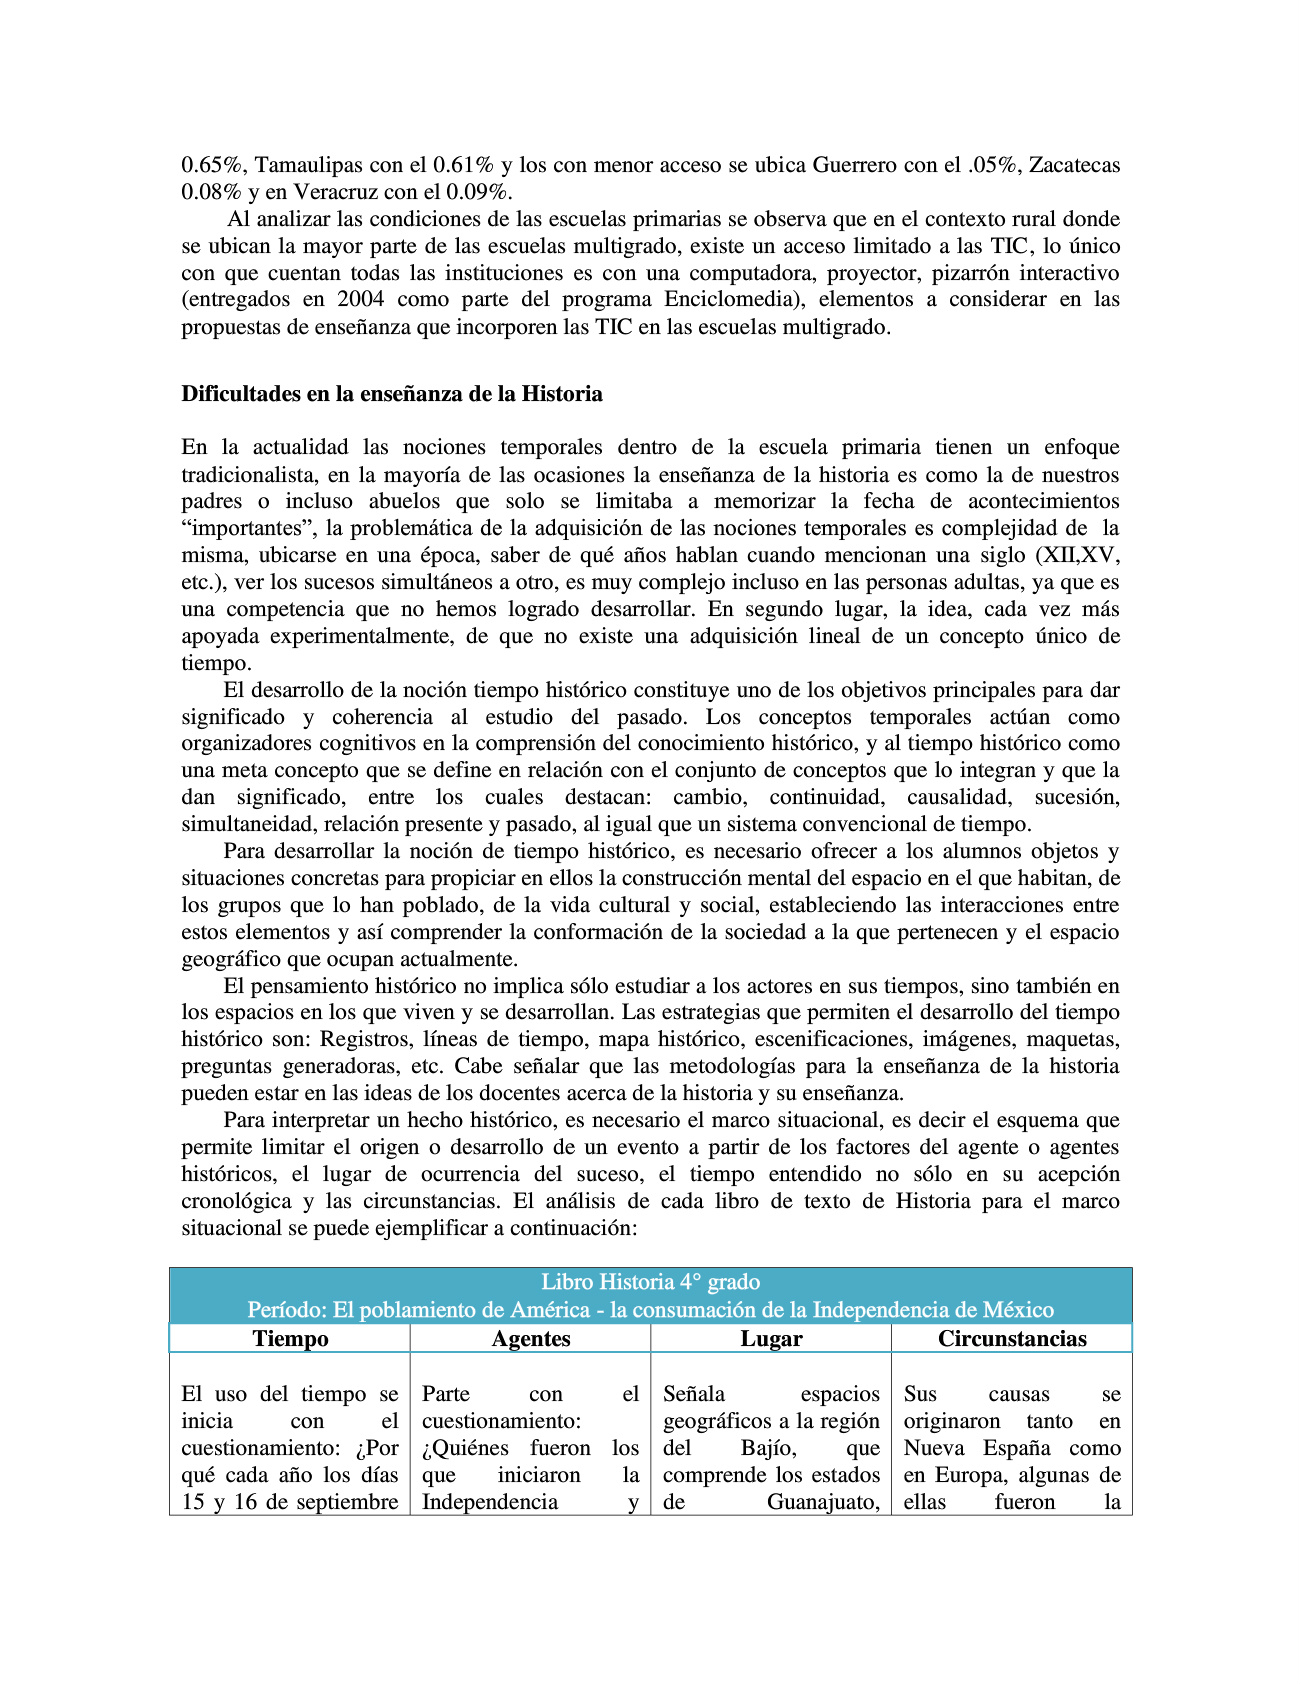 0.65%, Tamaulipas con el 0.61% y los con menor acceso se ubica Guerrero con el .05%, Zacatecas
0.08% y en Veracruz con el 0.09%.
Al analizar las condiciones de las escuelas primarias se observa que en el contexto rural donde
se ubican la mayor parte de las escuelas multigrado, existe un acceso limitado a las TIC, lo único
con que cuentan todas las instituciones es con una computadora, proyector, pizarrón interactivo
(entregados en 2004 como parte del programa Enciclomedia), elementos a considerar en las
propuestas de enseñanza que incorporen las TIC en las escuelas multigrado.
Dificultades en la enseñanza de la Historia
En la actualidad las nociones temporales dentro de la escuela primaria tienen un enfoque
tradicionalista, en la mayoría de las ocasiones la enseñanza de la historia es como la de nuestros
padres o incluso abuelos que solo se limitaba a memorizar la fecha de acontecimientos
“importantes”, la problemática de la adquisición de las nociones temporales es complejidad de la
misma, ubicarse en una época, saber de qué años hablan cuando mencionan una siglo (XII,XV,
etc.), ver los sucesos simultáneos a otro, es muy complejo incluso en las personas adultas, ya que es
una competencia que no hemos logrado desarrollar. En segundo lugar, la idea, cada vez más
apoyada experimentalmente, de que no existe una adquisición lineal de un concepto único de
tiempo.
El desarrollo de la noción tiempo histórico constituye uno de los objetivos principales para dar
significado y coherencia al estudio del pasado. Los conceptos temporales actúan como
organizadores cognitivos en la comprensión del conocimiento histórico, y al tiempo histórico como
una meta concepto que se define en relación con el conjunto de conceptos que lo integran y que la
dan significado, entre los cuales destacan: cambio, continuidad, causalidad, sucesión,
simultaneidad, relación presente y pasado, al igual que un sistema convencional de tiempo.
Para desarrollar la noción de tiempo histórico, es necesario ofrecer a los alumnos objetos y
situaciones concretas para propiciar en ellos la construcción mental del espacio en el que habitan, de
los grupos que lo han poblado, de la vida cultural y social, estableciendo las interacciones entre
estos elementos y así comprender la conformación de la sociedad a la que pertenecen y el espacio
geográfico que ocupan actualmente.
El pensamiento histórico no implica sólo estudiar a los actores en sus tiempos, sino también en
los espacios en los que viven y se desarrollan. Las estrategias que permiten el desarrollo del tiempo
histórico son: Registros, líneas de tiempo, mapa histórico, escenificaciones, imágenes, maquetas,
preguntas generadoras, etc. Cabe señalar que las metodologías para la enseñanza de la historia
pueden estar en las ideas de los docentes acerca de la historia y su enseñanza.
Para interpretar un hecho histórico, es necesario el marco situacional, es decir el esquema que
permite limitar el origen o desarrollo de un evento a partir de los factores del agente o agentes
históricos, el lugar de ocurrencia del suceso, el tiempo entendido no sólo en su acepción
cronológica y las circunstancias. El análisis de cada libro de texto de Historia para el marco
situacional se puede ejemplificar a continuación:
Libro Historia 4° grado
Período: El poblamiento de América - la consumación de la Independencia de México
Tiempo
Agentes
Lugar
Circunstancias
El uso del tiempo se
inicia con el
cuestionamiento: ¿Por
qué cada año los días
15 y 16 de septiembre
Parte con el
cuestionamiento:
¿Quiénes fueron los
que iniciaron la
Independencia y
Señala espacios
geográficos a la región
del Bajío, que
comprende los estados
de Guanajuato,
Sus causas se
originaron tanto en
Nueva España como
en Europa, algunas de
ellas fueron la